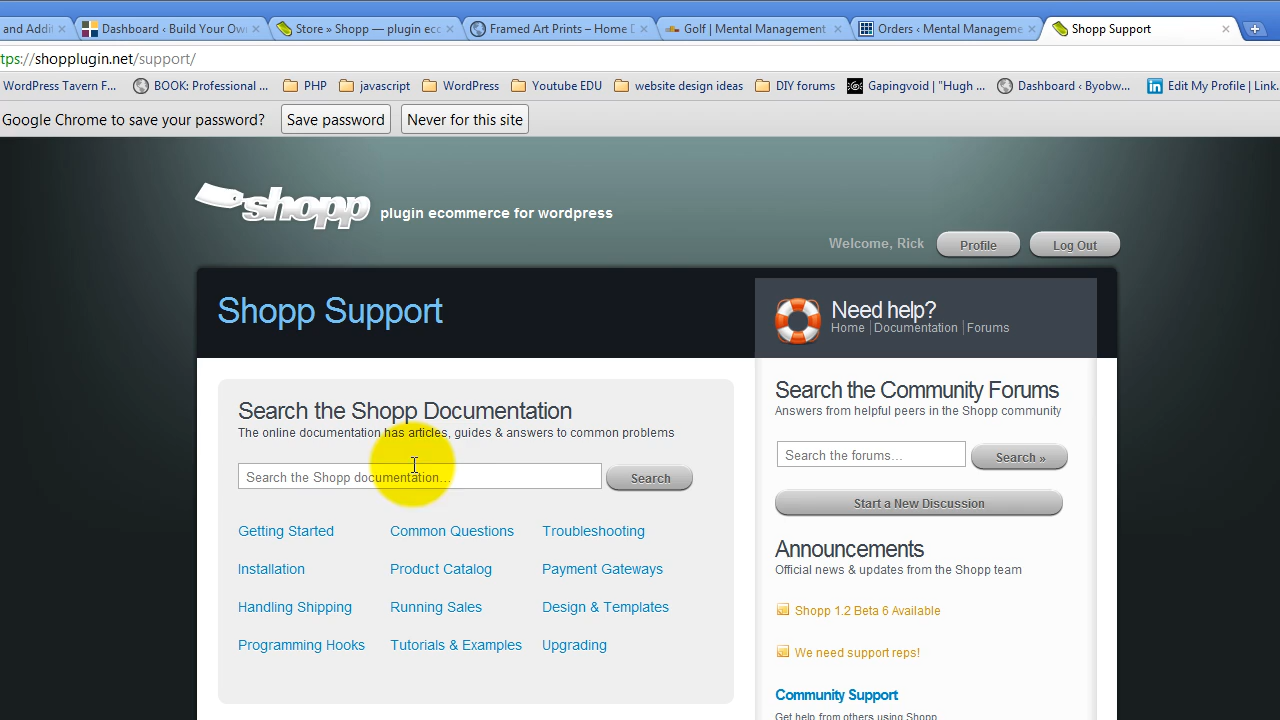 and Addit
Dashboard ‹ Build Your Own
Store » Shopp — plugin eco
Framed Art Prints – Home D
Golf | Mental Management
Orders ‹ Mental Manageme
Shopp Support
tps://shopplugin.net/support/
WordPress Tavern F...
BOOK: Professional ...
PHP
javascript
WordPress
Youtube EDU
website design ideas
DIY forums
Gapingvoid | "Hugh ...
Dashboard ‹ Byobw...
Edit My Profile | Link.
Google Chrome to save your password?
Save password
Never for this site
shopp
plugin ecommerce for wordpress
Welcome, Rick
Profile
Log Out
Shopp Support
Need help?
Home | Documentation | Forums
Search the Shopp Documentation
The online documentation has articles, guides & answers to common problems
Search the Shopp documentation...
Search
Getting Started
Common Questions
Troubleshooting
Installation
Product Catalog
Payment Gateways
Handling Shipping
Running Sales
Design & Templates
Programming Hooks
Tutorials & Examples
Upgrading
Search the Community Forums
Answers from helpful peers in the Shopp community
Search the forums...
Search »
Start a New Discussion
Announcements
Official news & updates from the Shopp team
Shopp 1.2 Beta 6 Available
We need support reps!
Community Support
Get help from others using Shopp